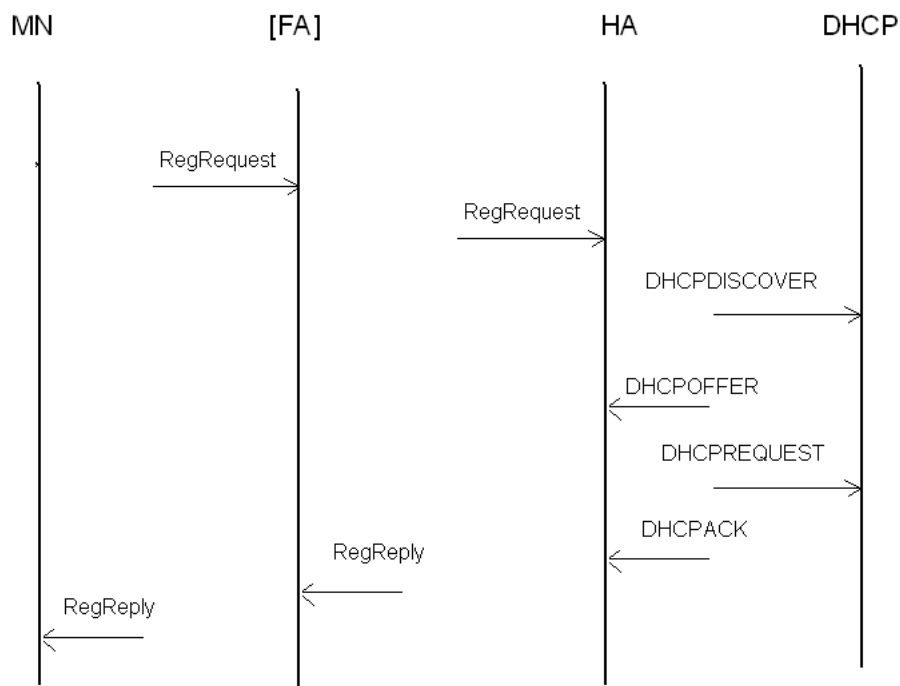 MN [FA] HA DHCP
RegRequest
RegRequest
DHCPDISCOVER
DHCPOFFER
DHCPREQUEST
DHCPACK
RegReply
RegReply